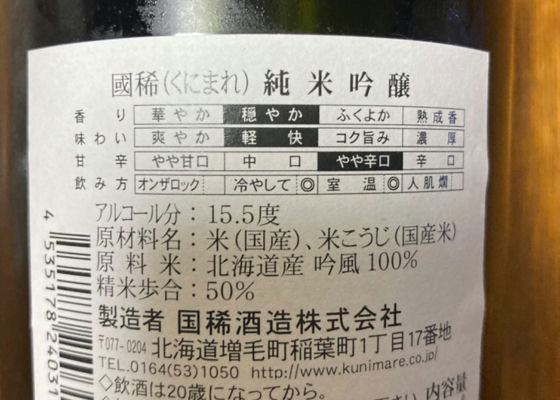 國稀(くにまれ) 純米吟醸
香り 華やか 穏やか ふくよか 熟成香
味わい 爽やか 軽快 コク旨み 濃厚
甘辛 やや甘口 中口 やや辛口 辛口
飲み方 オンザロック 冷やして◎ 室温◎ 人肌燗
アルコール分：15.5度
原材料名：米(国産)、米こうじ(国産米)
原料米：北海道産 吟風 100%
精米歩合：50%
製造者 国稀酒造株式会社
〒077-0204 北海道増毛町稲葉町1丁目17番地
TEL.0164(53)1050 http://www.kunimare.co.jp/
◇飲酒は20歳になってから。
内容量
4 535178 24031